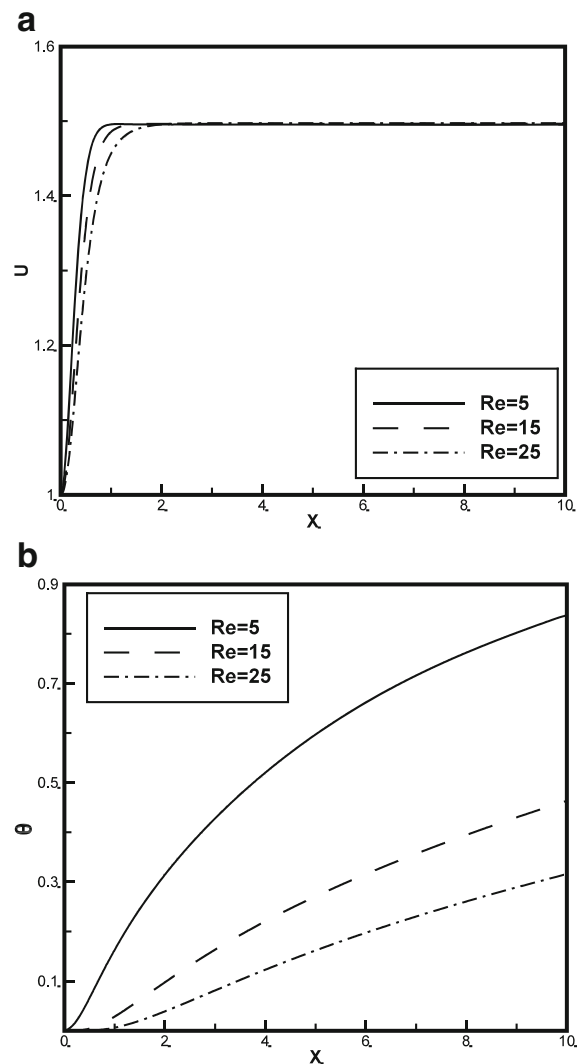 a
1.6
1.4
1.2
1.
U
0. 2. 4. 6. 8. 10.
X
Re=5
Re=15
Re=25
b
0.9
0.7
0.5
0.3
0.1
θ
0. 2. 4. 6. 8. 10.
X
Re=5
Re=15
Re=25